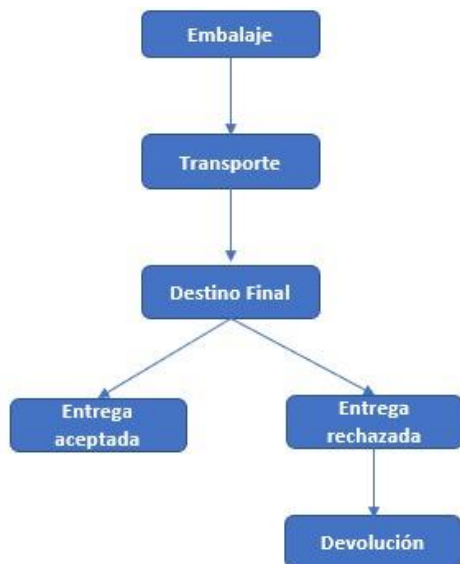 Embalaje
Transporte
Destino Final
Entrega
aceptada
Entrega
rechazada
Devolución